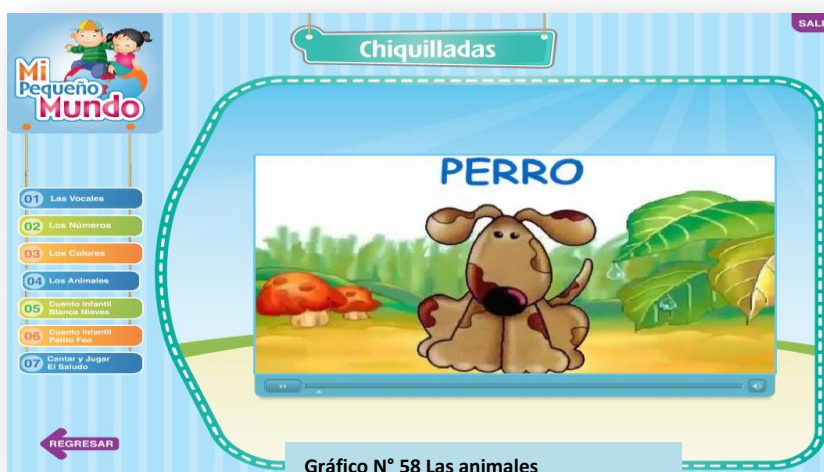 SALI
Chiquilladas
Mi
Pequeño
Mundo
PERRO
01 Las Vocales
02 Los Números
03 Los Colores
04 Los Animales
05 Cuento Infantil
Blanca Nieves
06 Cuento Infantil
Patito Feo
07 Cantar y Jugar
El Saludo
REGRESAR
Gráfico N° 58 Las animales